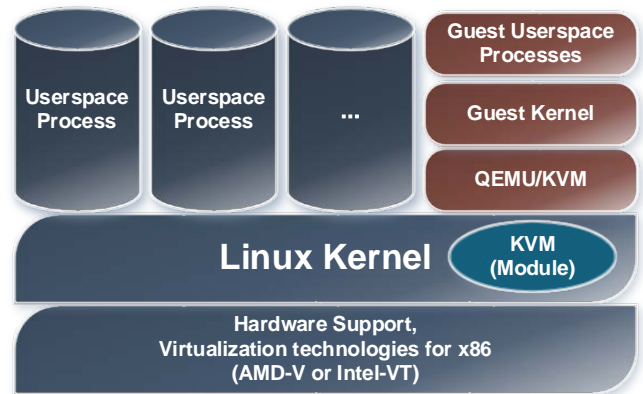 Userspace
Process
Userspace
Process
...
Guest Userspace
Processes
Guest Kernel
QEMU/KVM
Linux Kernel
KVM
(Module)
Hardware Support,
Virtualization technologies for x86
(AMD-V or Intel-VT)